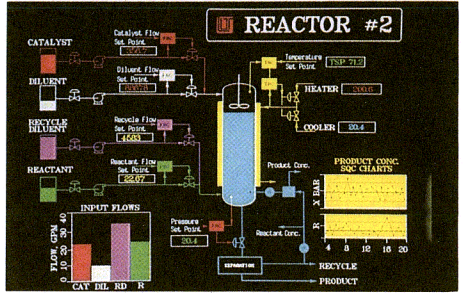 REACTOR #2
Catalyst Flow
Set Point
CATALYST
DILUENT
Diluent Flow
Set Point
Temperature
Set Point
TSP 71.2
HEATER
200.6
COOLER
20.4
RECYCLE
DILUENT
Recycle Flow
Set Point
4583
REACTANT
Reactant Flow
Set Point
22.07
Product Conc.
PRODUCT CONC.
SQC CHARTS
X BAR
R
4 8 12 16 20
INPUT FLOWS
FLOW, GPM
40
30
20
10
0
CAT DIL RD R
Pressure
Set Point
20.4
Reactant Conc.
SEPARATION
RECYCLE
PRODUCT